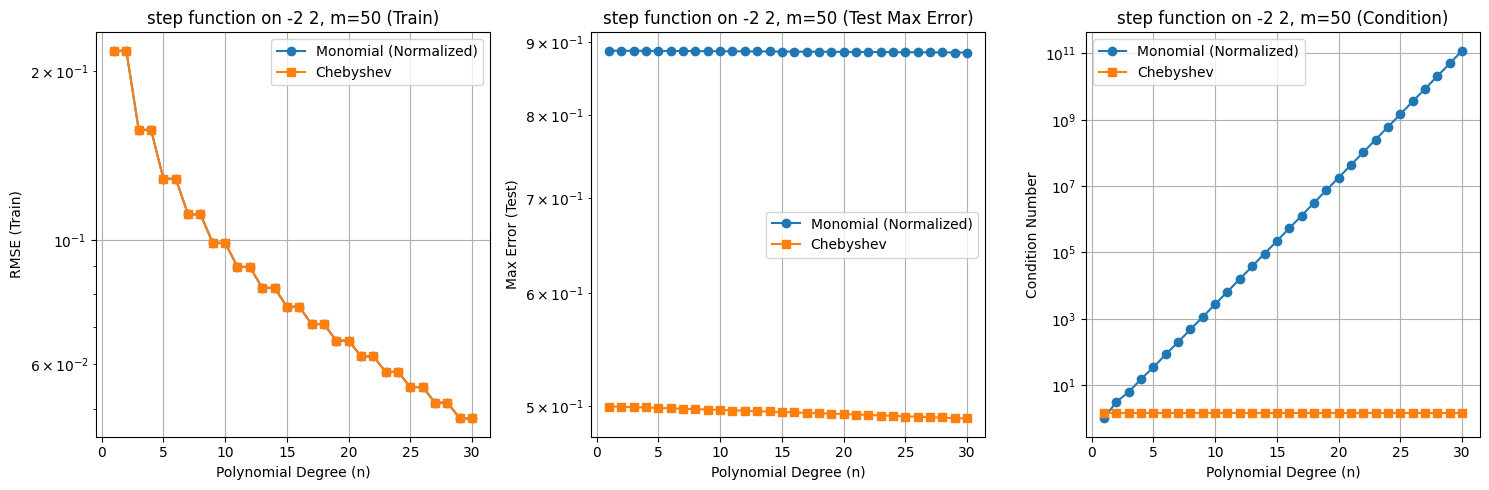 step function on -2 2, m=50 (Train)
RMSE (Train)
2 × 10⁻¹
10⁻¹
6 × 10⁻²
Monomial (Normalized)
Chebyshev
0 5 10 15 20 25 30
Polynomial Degree (n)
step function on -2 2, m=50 (Test Max Error)
Max Error (Test)
9 × 10⁻¹
8 × 10⁻¹
7 × 10⁻¹
6 × 10⁻¹
5 × 10⁻¹
Monomial (Normalized)
Chebyshev
0 5 10 15 20 25 30
Polynomial Degree (n)
step function on -2 2, m=50 (Condition)
Condition Number
10¹¹
10⁹
10⁷
10⁵
10³
10¹
Monomial (Normalized)
Chebyshev
0 5 10 15 20 25 30
Polynomial Degree (n)